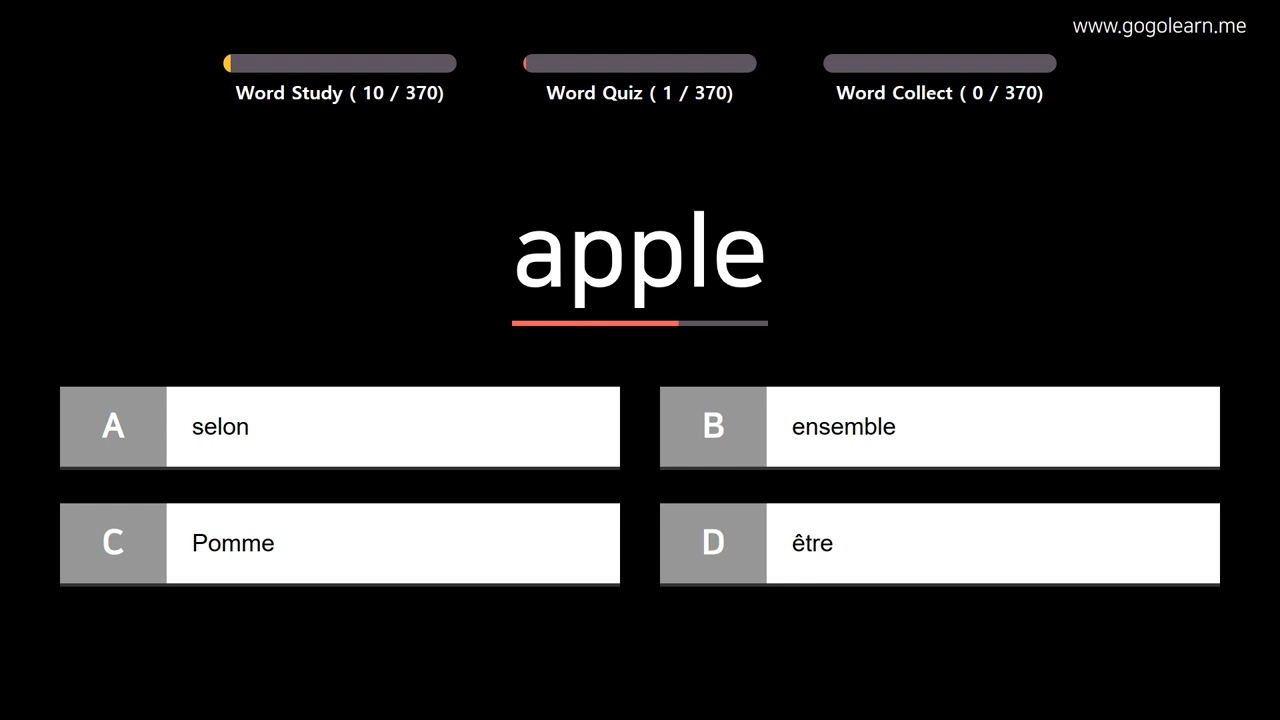 www.gogolearn.me
Word Study ( 10 / 370)
Word Quiz ( 1 / 370)
Word Collect ( 0 / 370)
apple
A selon
B ensemble
C Pomme
D être